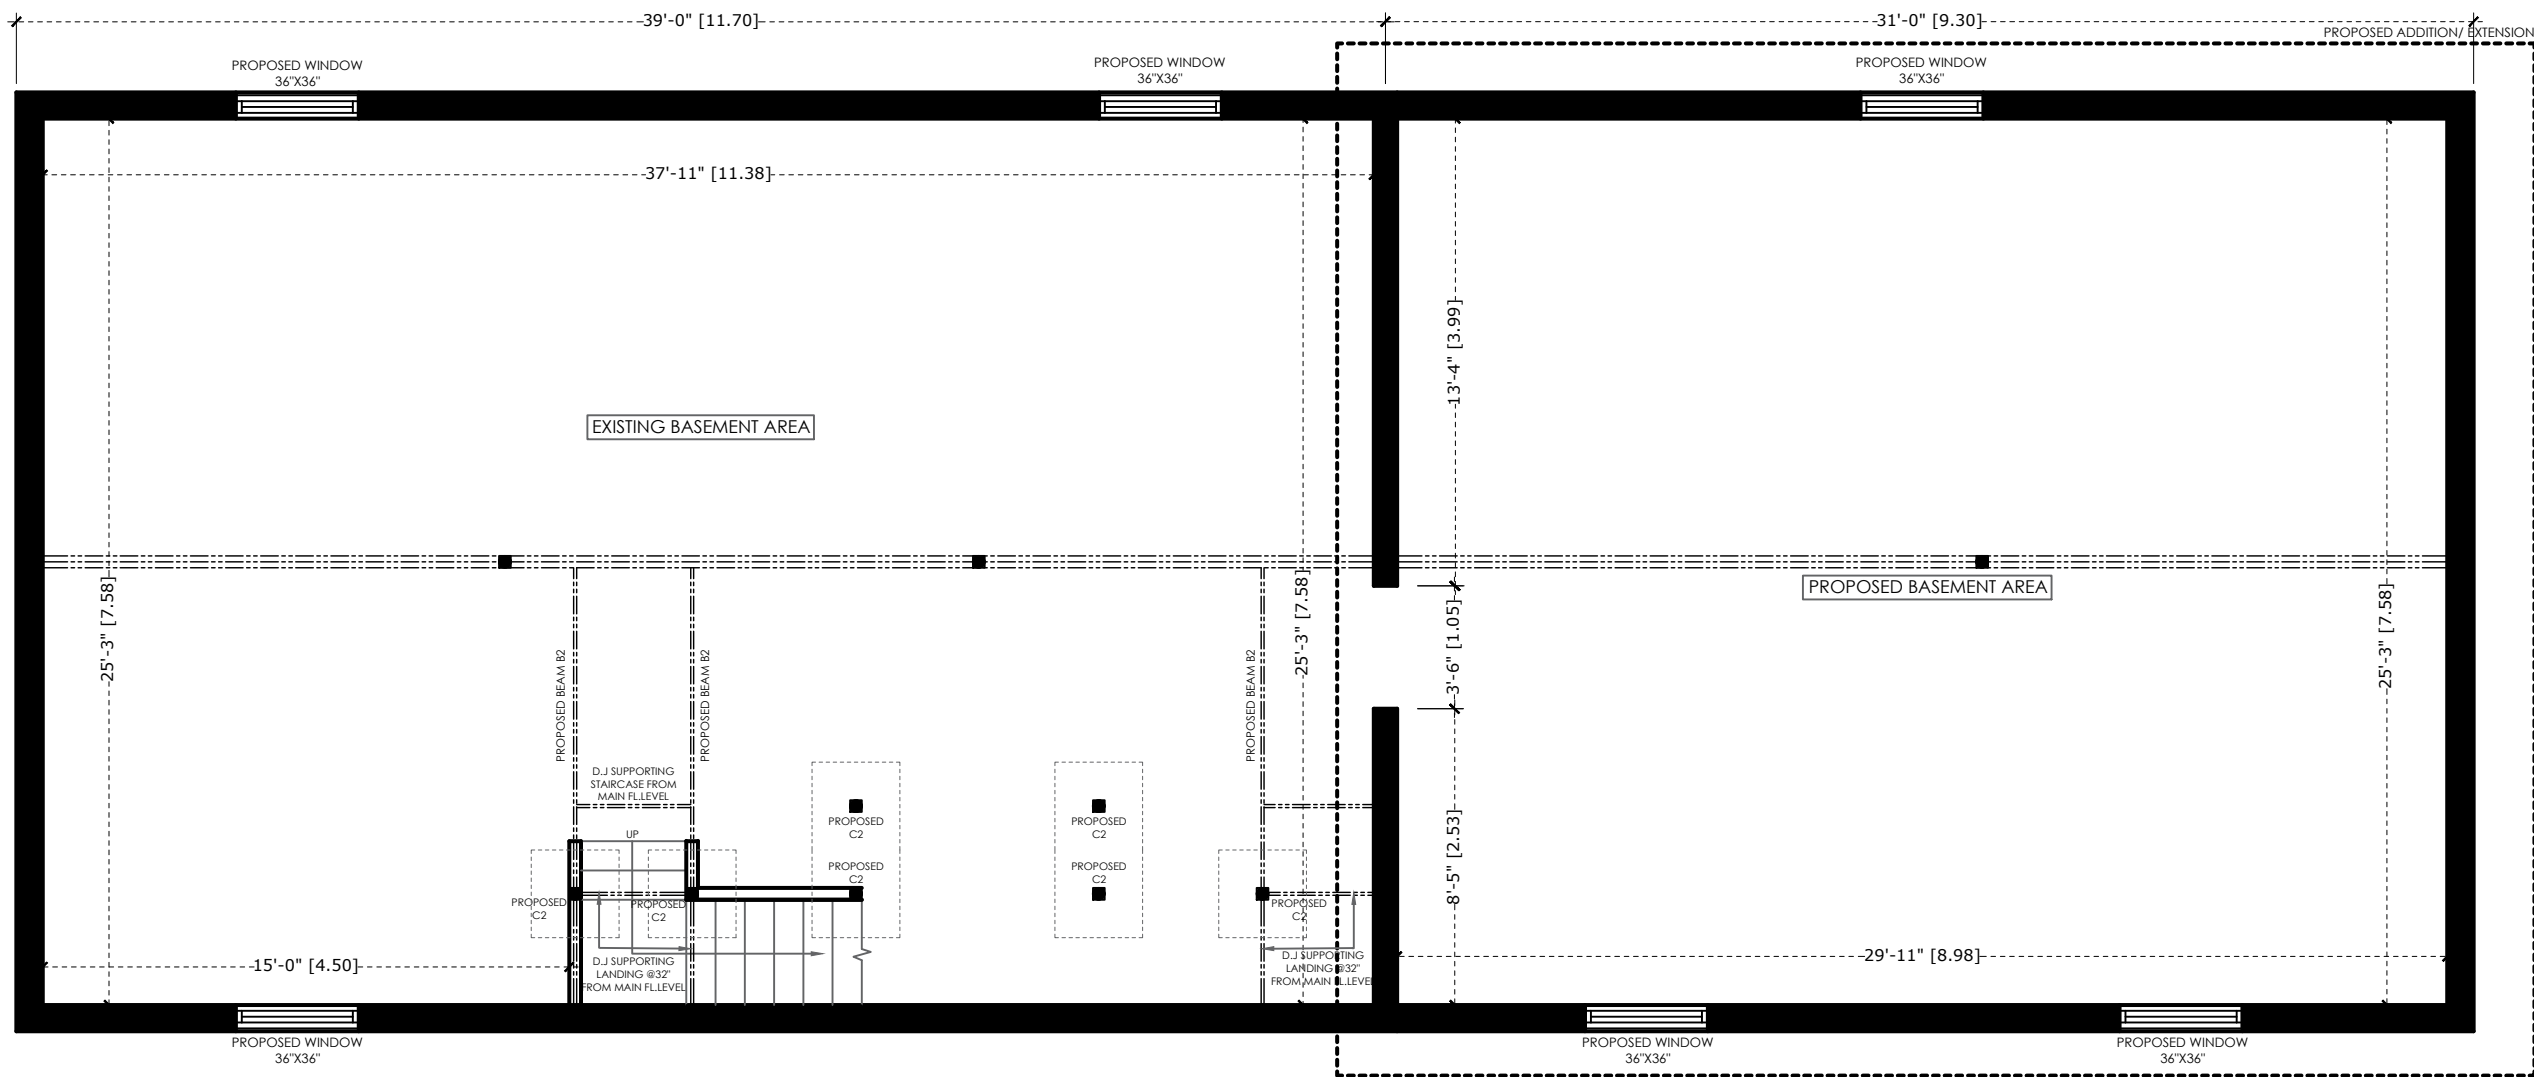 39'-0" [11.70]
31'-0" [9.30]
PROPOSED ADDITION/ EXTENSION
PROPOSED WINDOW
36"X36"
PROPOSED WINDOW
36"X36"
PROPOSED WINDOW
36"X36"
37'-11" [11.38]
13'-4" [3.99]
EXISTING BASEMENT AREA
25'-3" [7.58]
25'-3" [7.58]
PROPOSED BASEMENT AREA
3'-6" [1.05]
25'-3" [7.58]
PROPOSED BEAM B2
PROPOSED BEAM B2
PROPOSED BEAM B2
D.J SUPPORTING
STAIRCASE FROM
MAIN FL.LEVEL
UP
PROPOSED
C2
PROPOSED
C2
PROPOSED
C2
PROPOSED
C2
8'-5" [2.53]
PROPOSED
C2
PROPOSED
C2
PROPOSED
C2
15'-0" [4.50]
D.J SUPPORTING
LANDING @32"
FROM MAIN FL.LEVEL
D.J SUPPORTING
LANDING @32"
FROM MAIN FL.LEVEL
29'-11" [8.98]
PROPOSED WINDOW
36"X36"
PROPOSED WINDOW
36"X36"
PROPOSED WINDOW
36"X36"